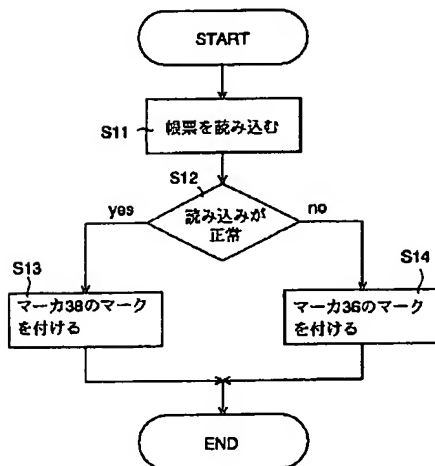 START
S11
帳票を読み込む
S12
yes
読み込みが
正常
no
S13
マーカ38のマーク
を付ける
S14
マーカ36のマーク
を付ける
END